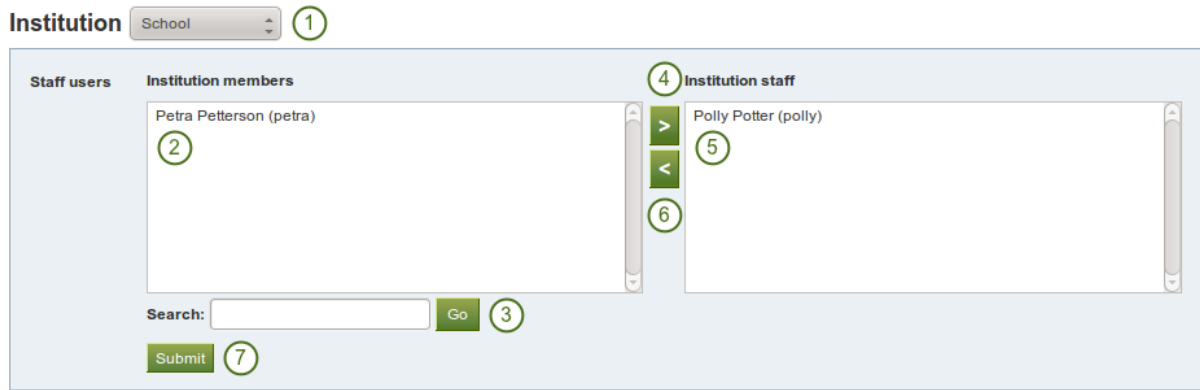 Institution School 1
Staff users Institution members 4 Institution staff
Petra Petterson (petra) > Polly Potter (polly)
2 < 5
6
Search: Go 3
Submit 7